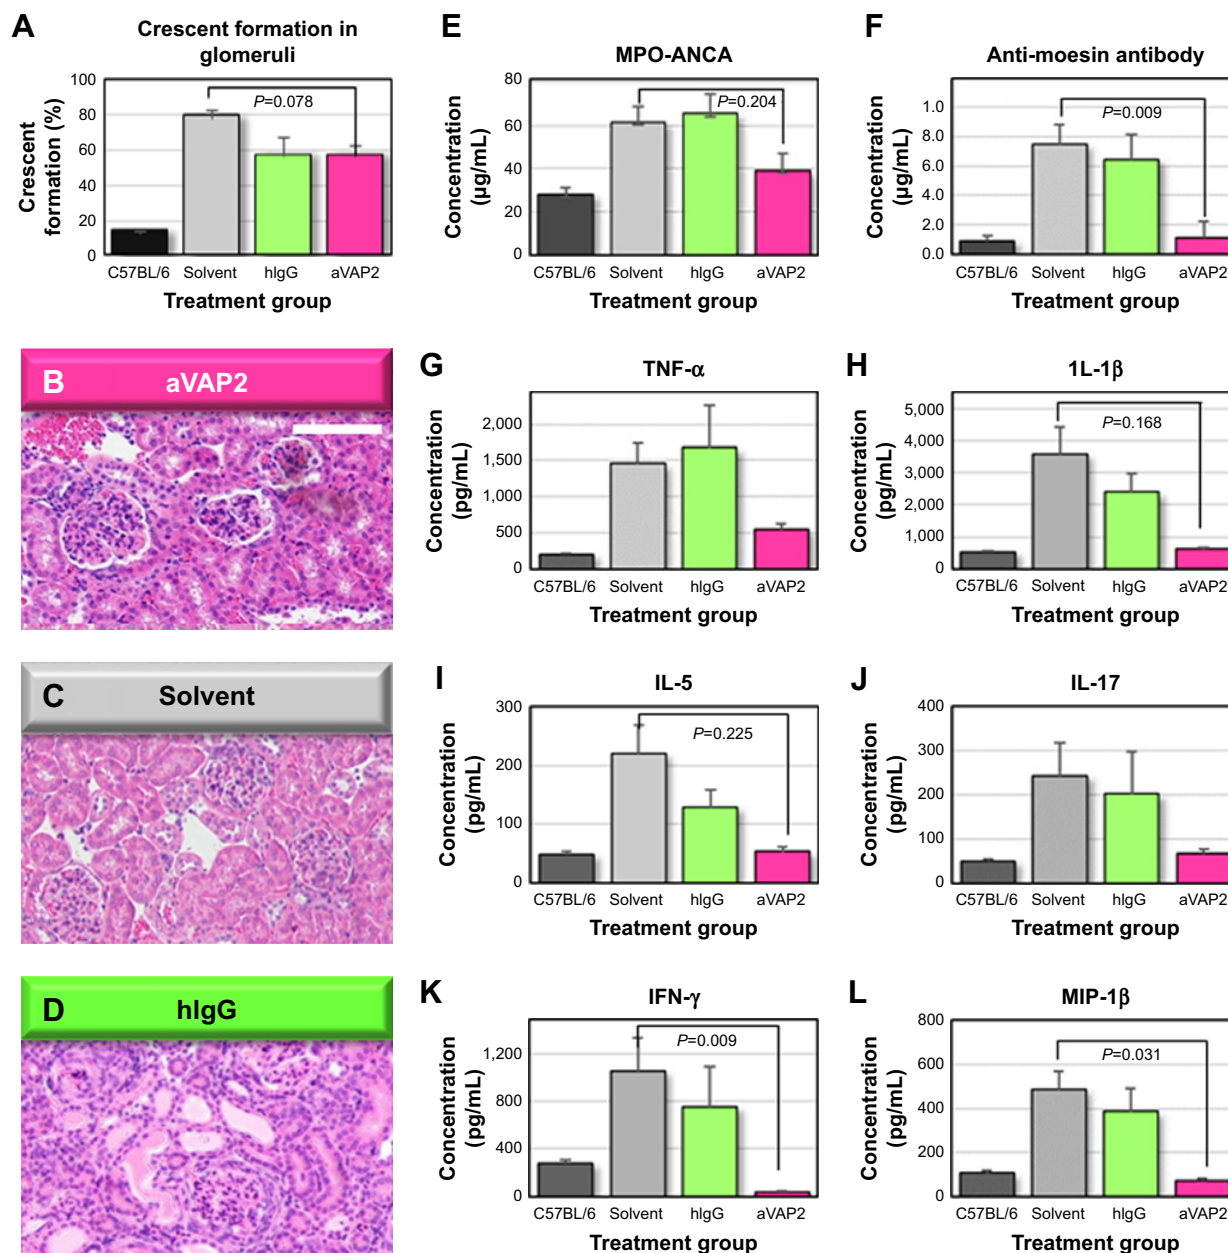 A
Crescent formation in
glomeruli
Crescent
formation (%)
100
80
60
40
20
0
P=0.078
C57BL/6 Solvent hIgG aVAP2
Treatment group
B
aVAP2
C
Solvent
D
hIgG
E
MPO-ANCA
Concentration
(µg/mL)
80
60
40
20
0
P=0.204
C57BL/6 Solvent hIgG aVAP2
Treatment group
F
Anti-moesin antibody
Concentration
(µg/mL)
1.0
8.0
6.0
4.0
2.0
0.0
P=0.009
C57BL/6 Solvent hIgG aVAP2
Treatment group
G
TNF-α
Concentration
(pg/mL)
2,000
1,500
1,000
500
0
C57BL/6 Solvent hIgG aVAP2
Treatment group
H
1L-1β
Concentration
(pg/mL)
5,000
4,000
3,000
2,000
1,000
0
P=0.168
C57BL/6 Solvent hIgG aVAP2
Treatment group
I
IL-5
Concentration
(pg/mL)
300
200
100
0
P=0.225
C57BL/6 Solvent hIgG aVAP2
Treatment group
J
IL-17
Concentration
(pg/mL)
400
300
200
100
0
C57BL/6 Solvent hIgG aVAP2
Treatment group
K
IFN-γ
Concentration
(pg/mL)
1,200
800
400
0
P=0.009
C57BL/6 Solvent hIgG aVAP2
Treatment group
L
MIP-1β
Concentration
(pg/mL)
800
600
400
200
0
P=0.031
C57BL/6 Solvent hIgG aVAP2
Treatment group